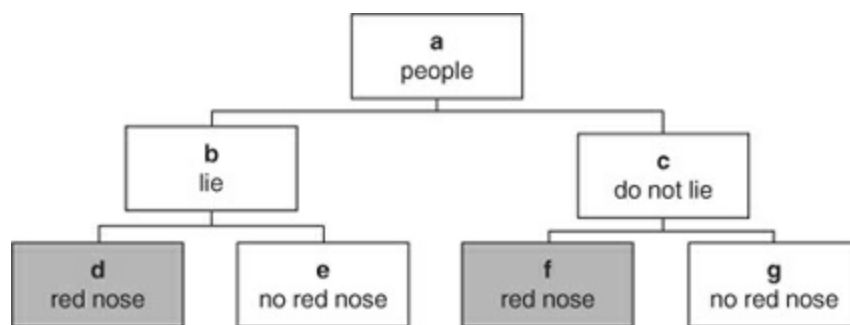 a
people
b
lie
c
do not lie
d
red nose
e
no red nose
f
red nose
g
no red nose